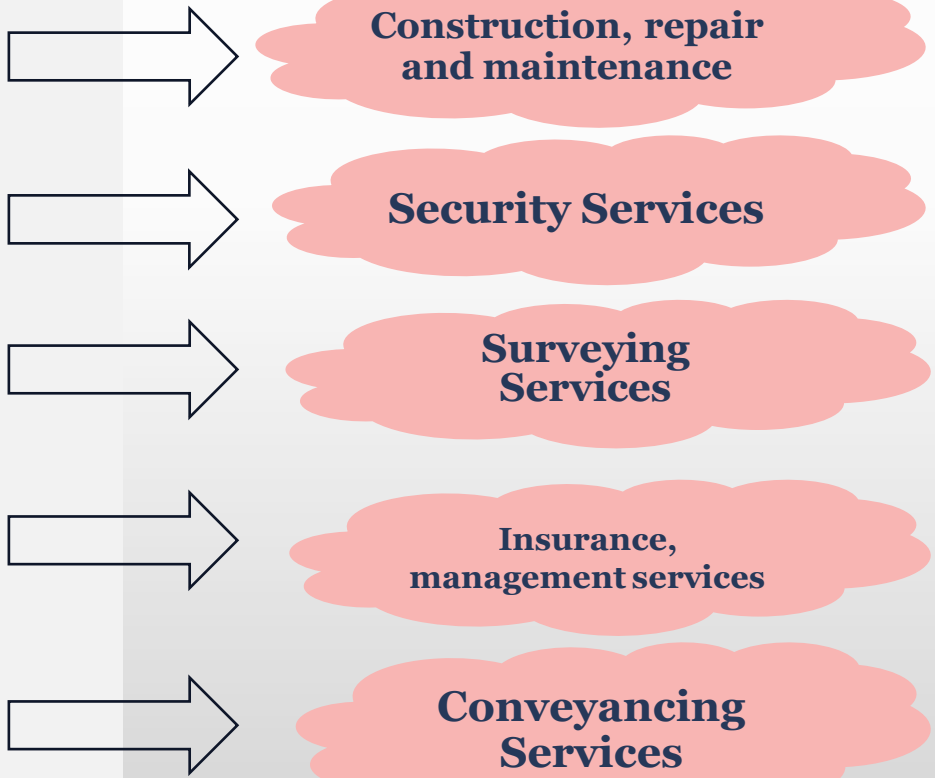 Construction, repair
and maintenance
Security Services
Surveying
Services
Insurance,
management services
Conveyancing
Services